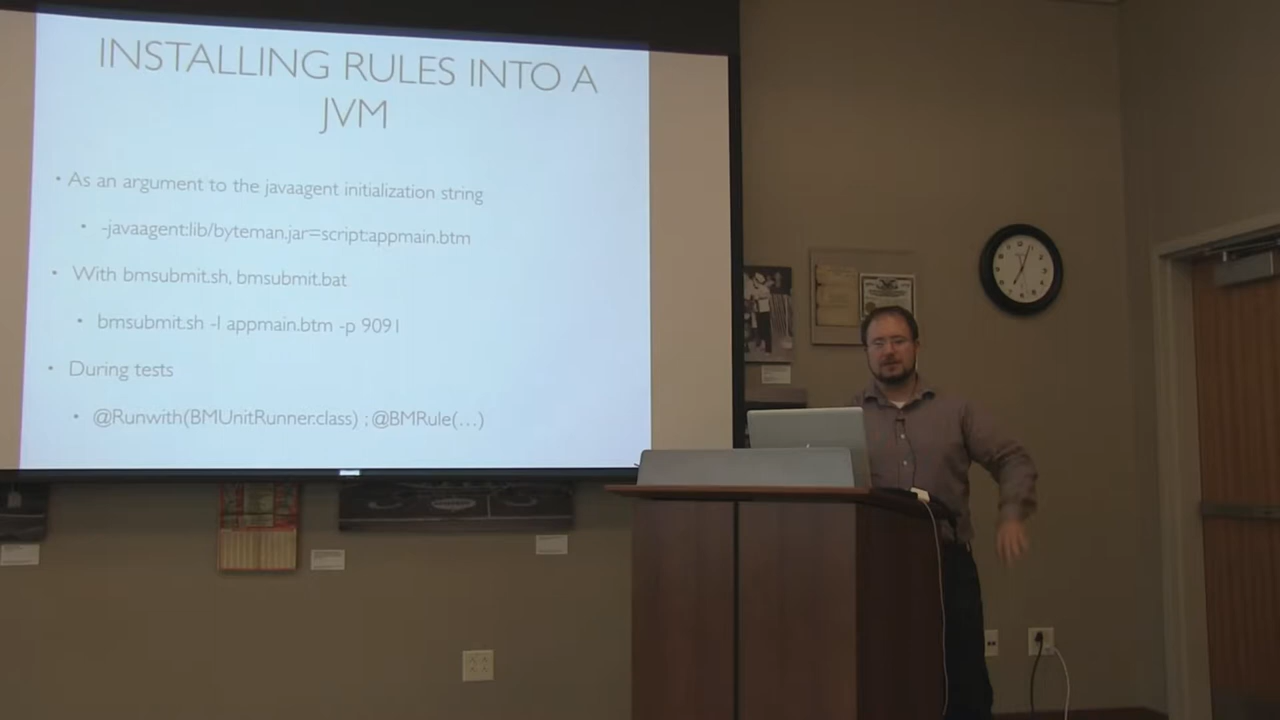 INSTALLING RULES INTO A
JVM
• As an argument to the javaagent initialization string
• -javaagent:lib/byteman.jar=script:appmain.btm
• With bmsubmit.sh, bmsubmit.bat
• bmsubmit.sh -l appmain.btm -p 9091
• During tests
• @Runwith(BMUnitRunner.class) ; @BMRule(…)